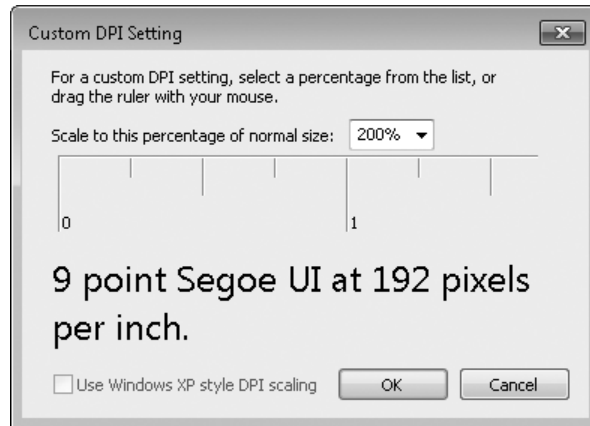 Custom DPI Setting
For a custom DPI setting, select a percentage from the list, or
drag the ruler with your mouse.
Scale to this percentage of normal size: 200%
0 1
9 point Segoe UI at 192 pixels
per inch.
Use Windows XP style DPI scaling OK Cancel